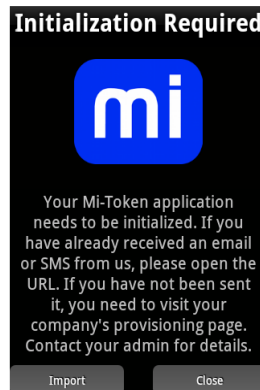 Initialization Required
mi
Your Mi-Token application
needs to be initialized. If you
have already received an email
or SMS from us, please open the
URL. If you have not been sent
it, you need to visit your
company's provisioning page.
Contact your admin for details.
Import
Close